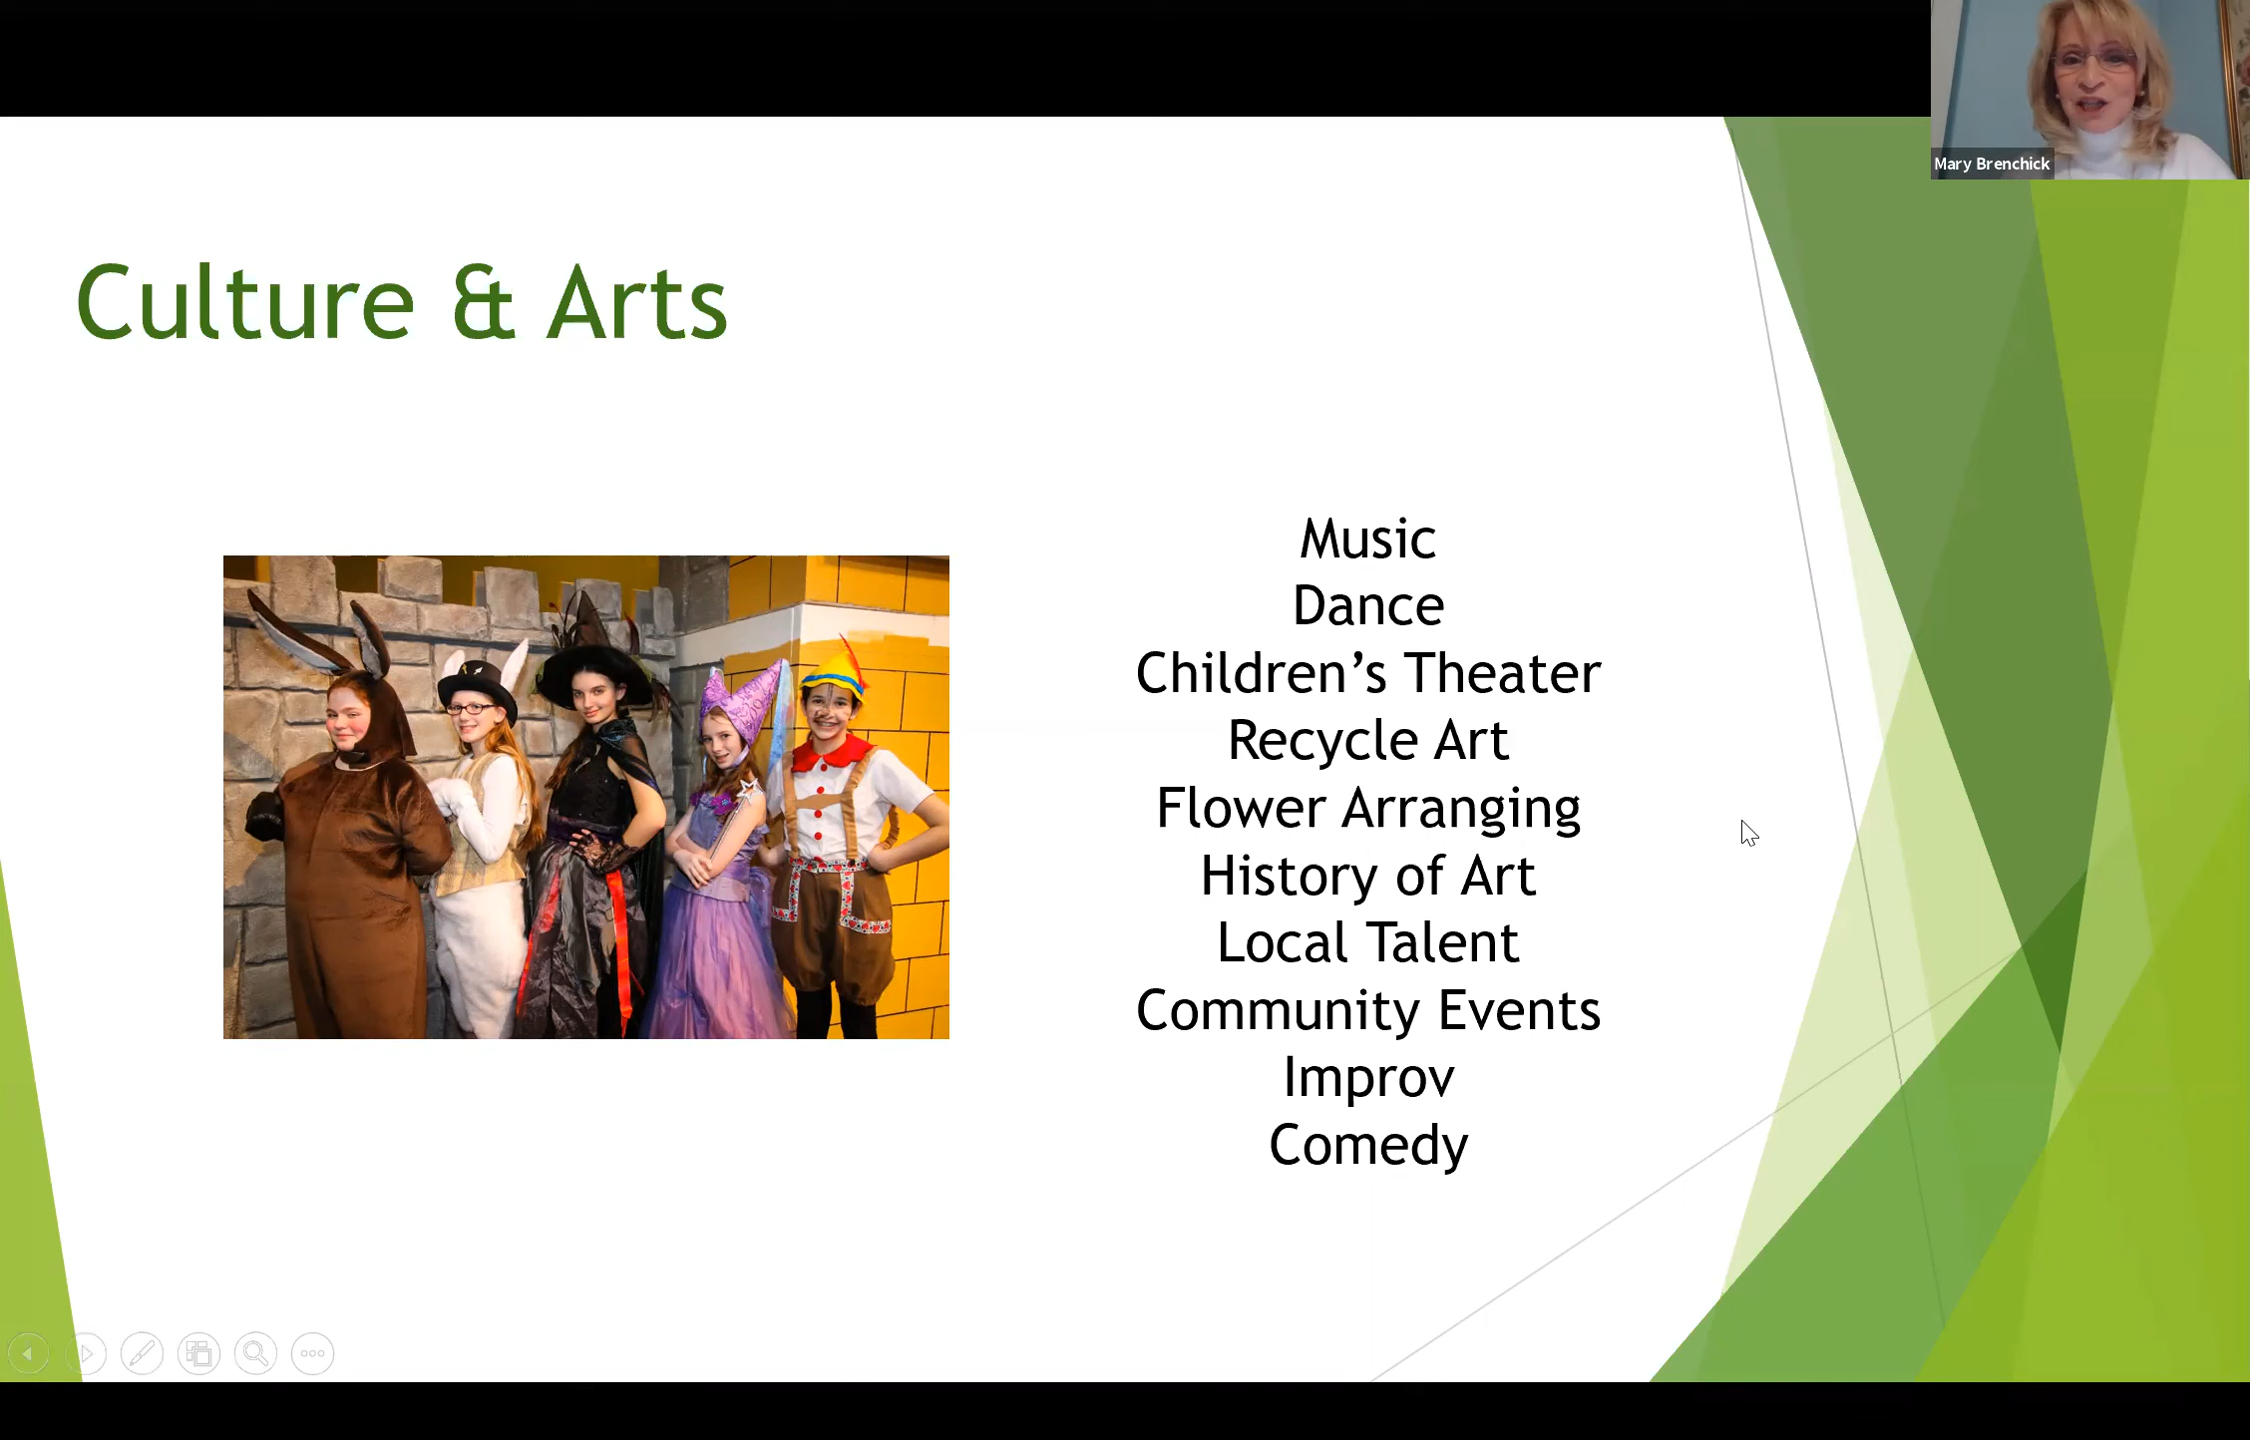 Mary Brenchick
Culture & Arts
Music
Dance
Children’s Theater
Recycle Art
Flower Arranging
History of Art
Local Talent
Community Events
Improv
Comedy